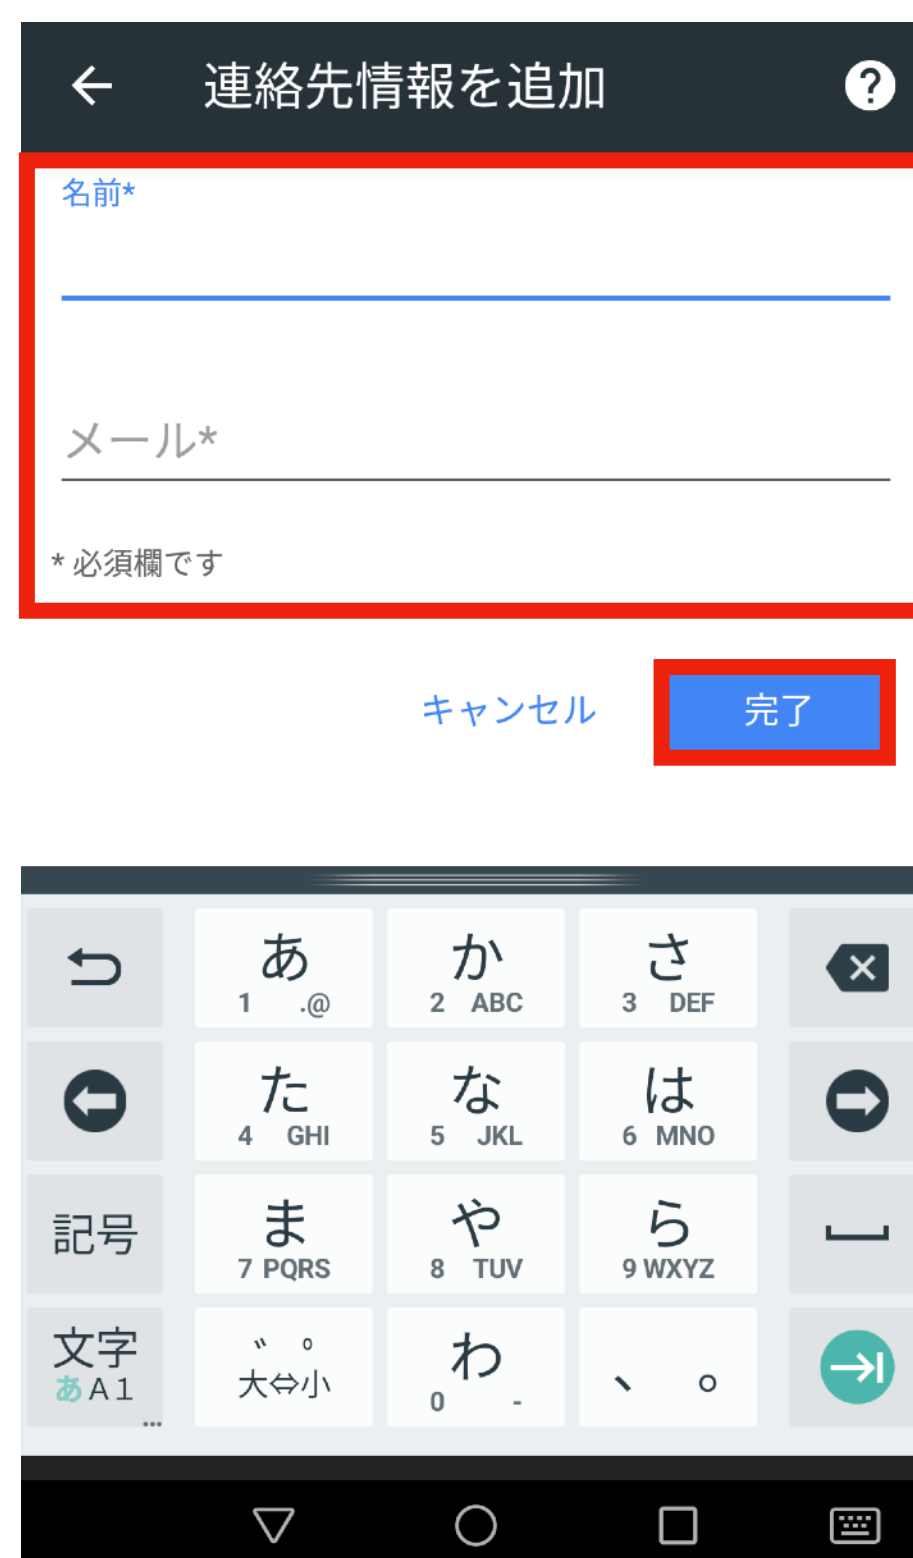 連絡先情報を追加 ?
名前*
メール*
* 必須欄です
キャンセル 完了
あ か さ
1 .@ 2 ABC 3 DEF
た な は
4 GHI 5 JKL 6 MNO
記号 ま や ら
7 PQRS 8 TUV 9 WXYZ
文字 ゛ ゜ わ 、 。
あA1 大⇔小 0 -
...